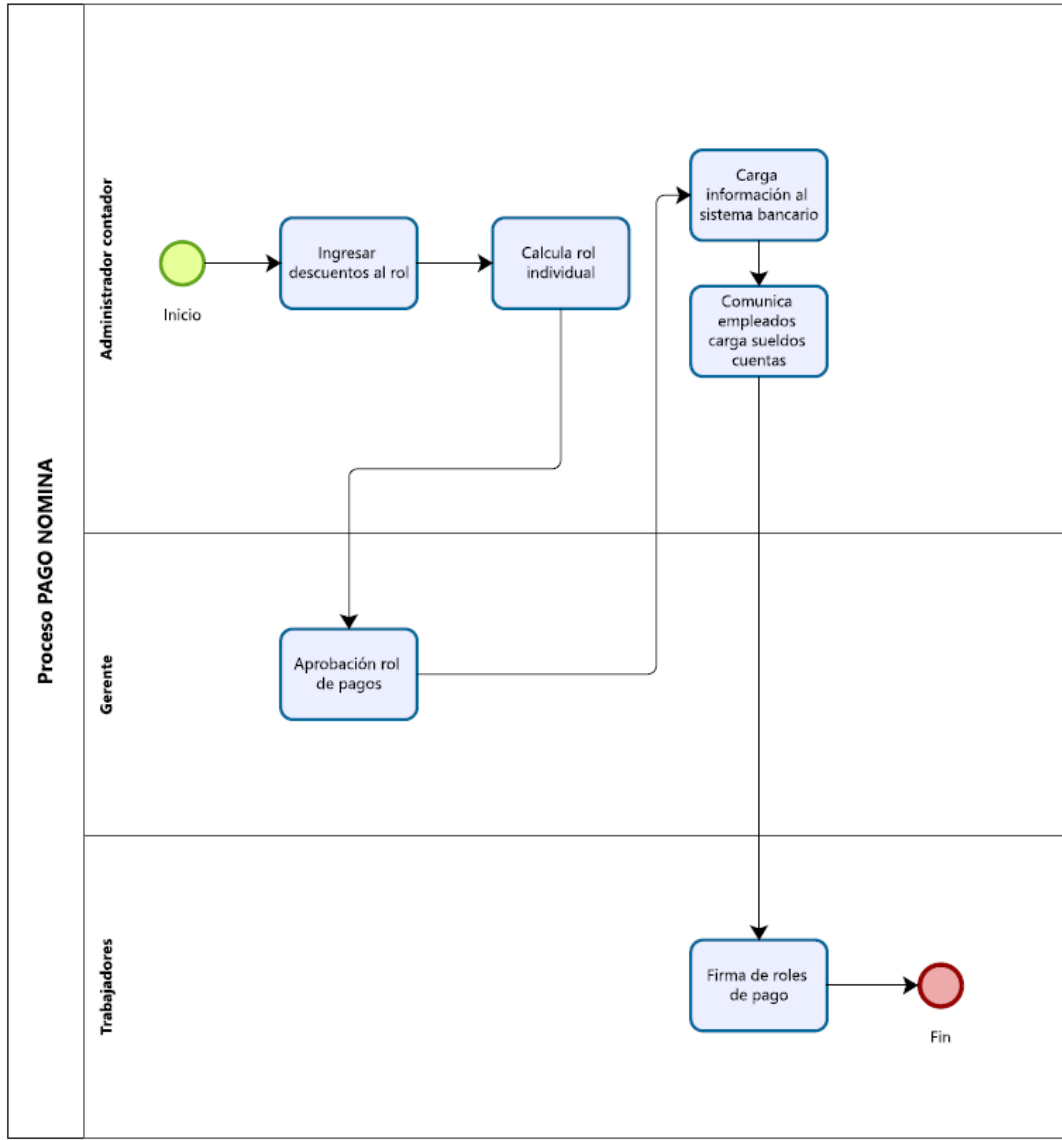 Proceso PAGO NOMINA
Administrador contador
Inicio
Ingresar
descuentos al rol
Calcula rol
individual
Carga
información al
sistema bancario
Comunica
empleados
carga sueldos
cuentas
Gerente
Aprobación rol
de pagos
Trabajadores
Firma de roles
de pago
Fin